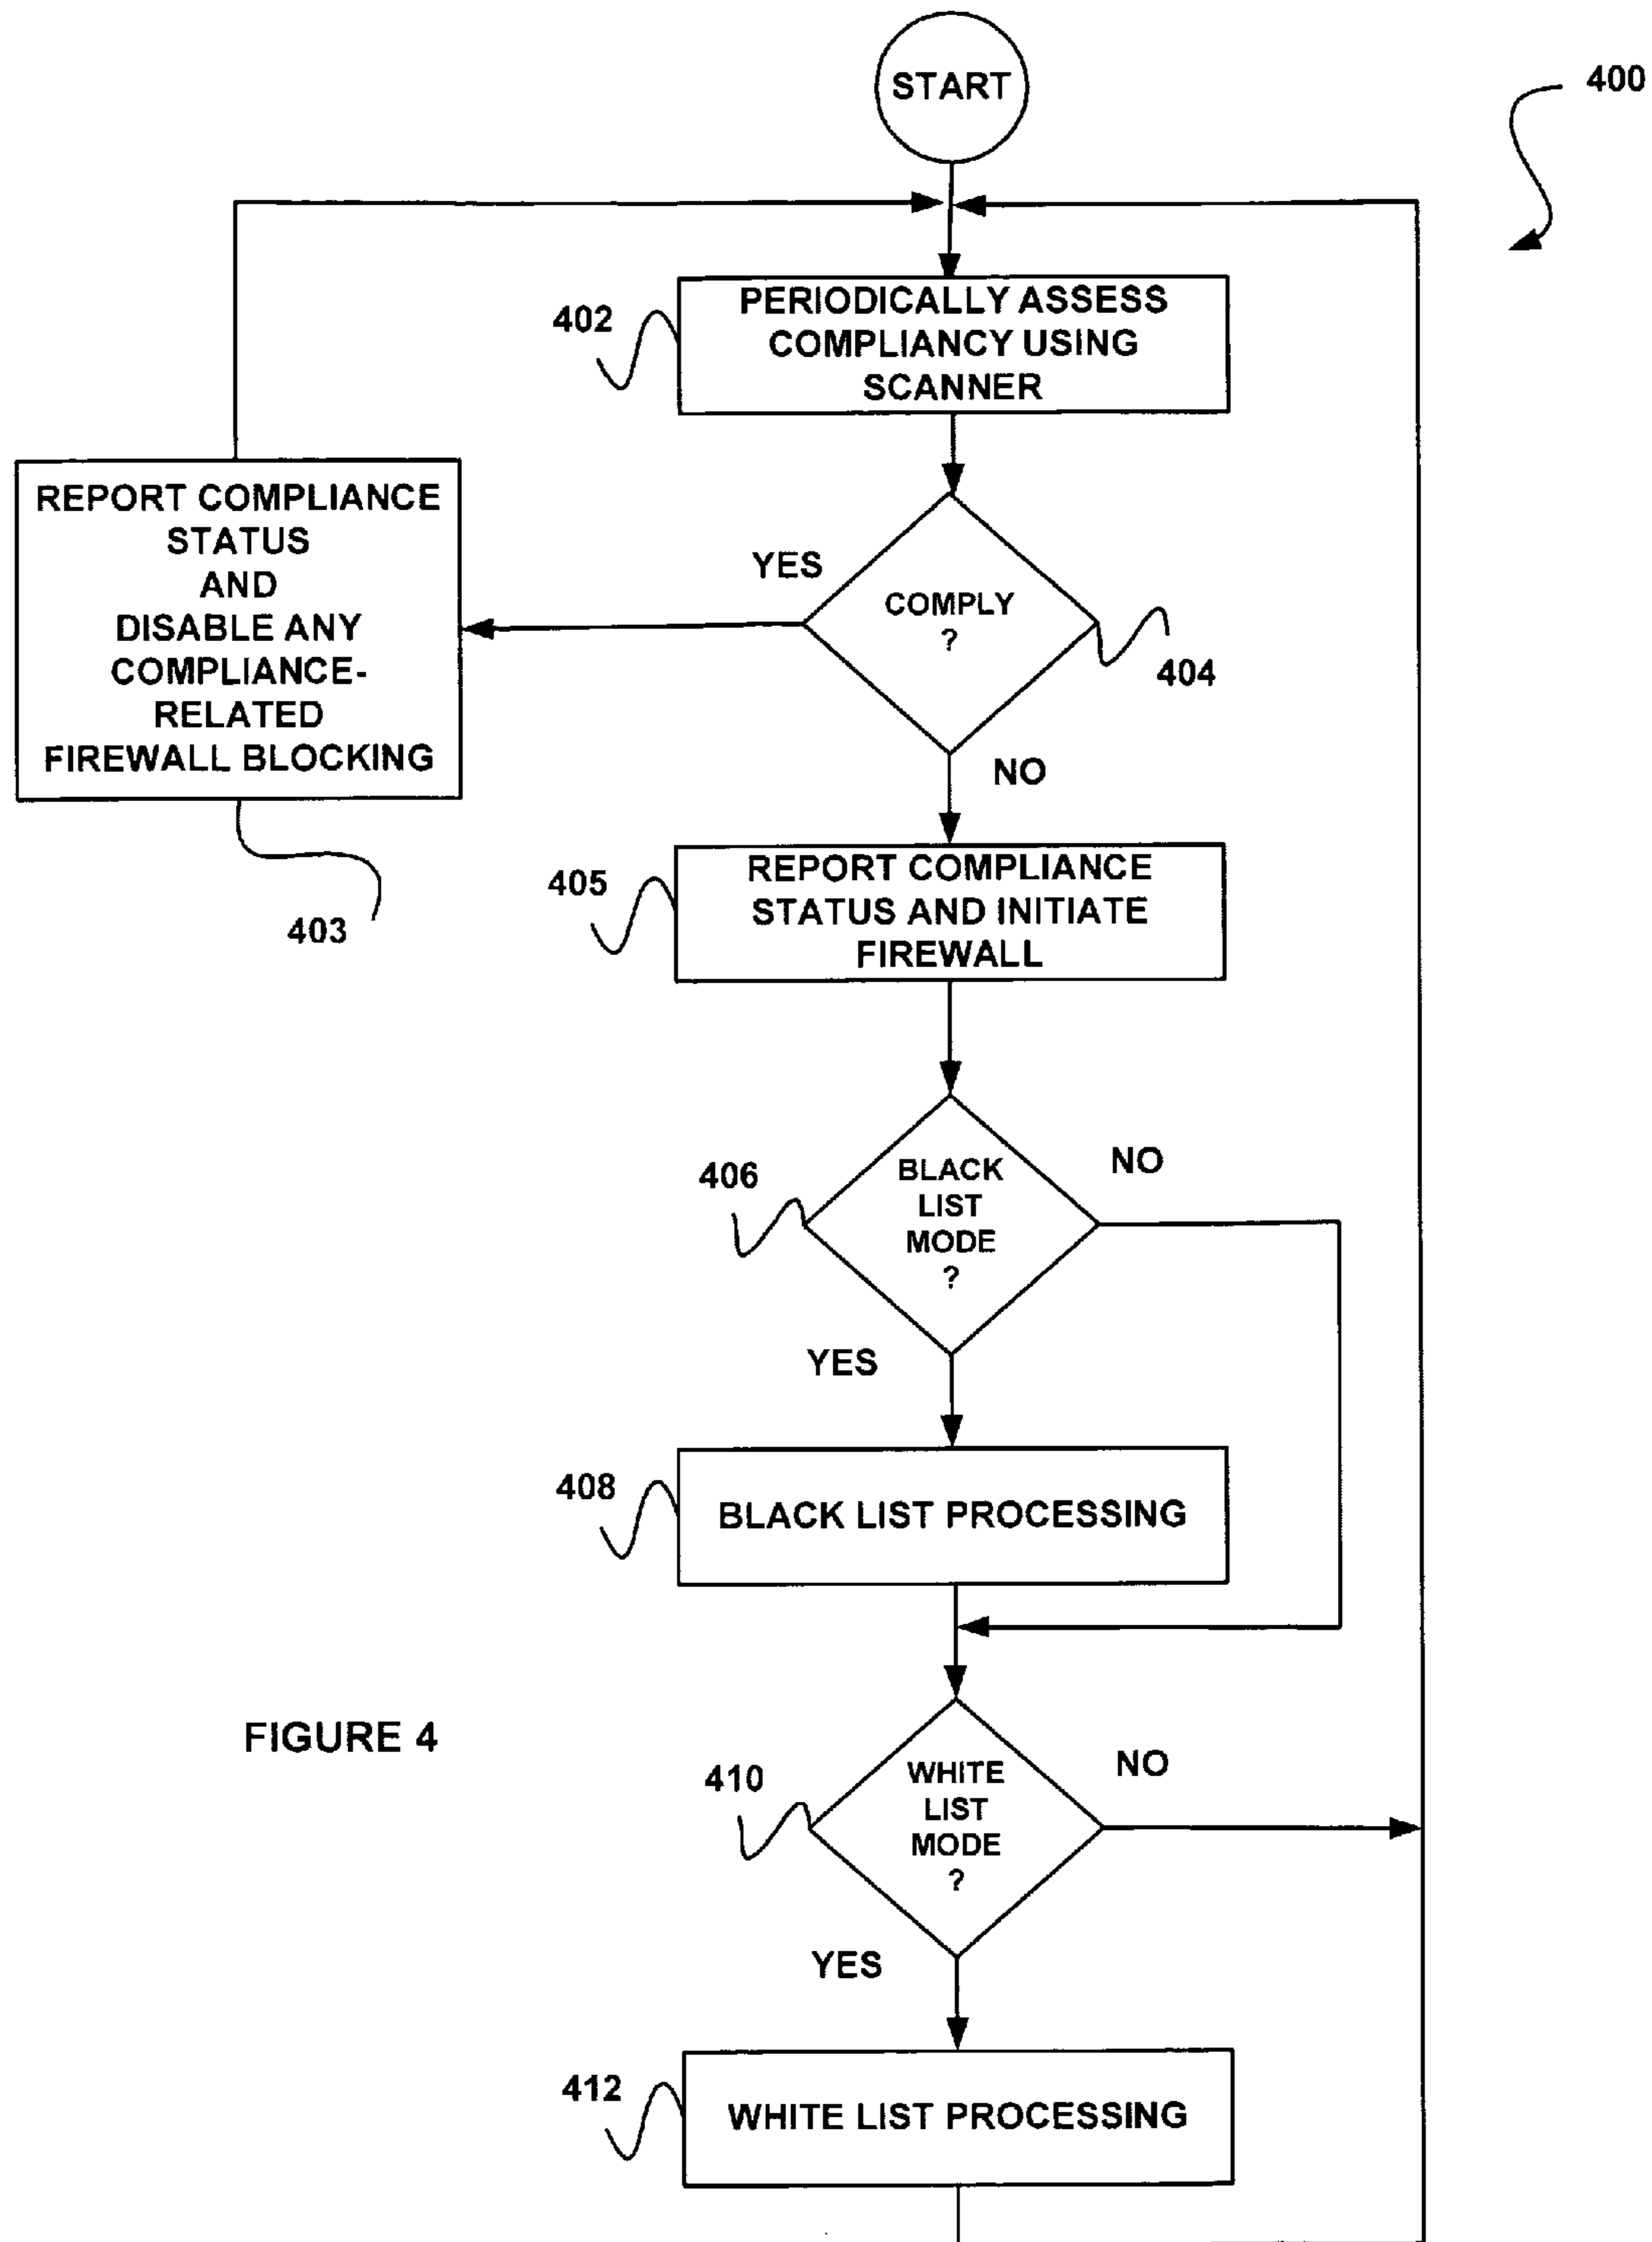 START
400
402
PERIODICALLY ASSESS
COMPLIANCY USING
SCANNER
REPORT COMPLIANCE
STATUS
AND
DISABLE ANY
COMPLIANCE-
RELATED
FIREWALL BLOCKING
403
YES
COMPLY
?
404
NO
405
REPORT COMPLIANCE
STATUS AND INITIATE
FIREWALL
406
BLACK
LIST
MODE
?
NO
YES
408
BLACK LIST PROCESSING
FIGURE 4
410
WHITE
LIST
MODE
?
NO
YES
412
WHITE LIST PROCESSING